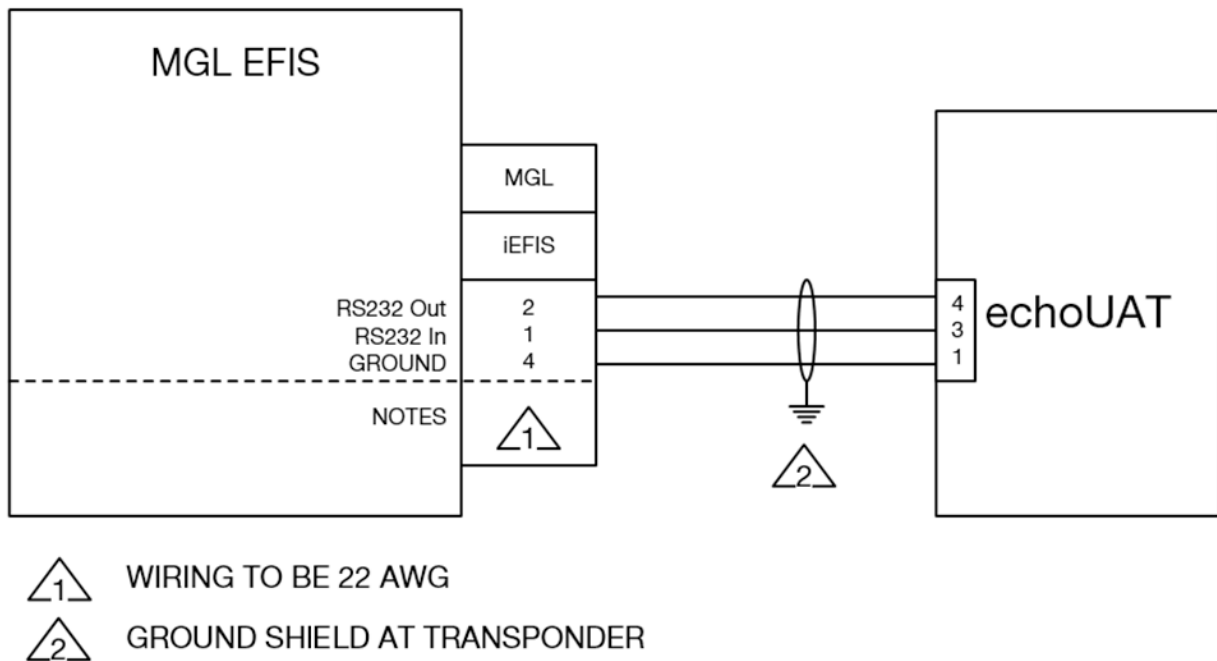 MGL EFIS
MGL
iEFIS
RS232 Out 2
RS232 In 1
GROUND 4
NOTES 1
4
3
1
echoUAT
2
1 WIRING TO BE 22 AWG
2 GROUND SHIELD AT TRANSPONDER